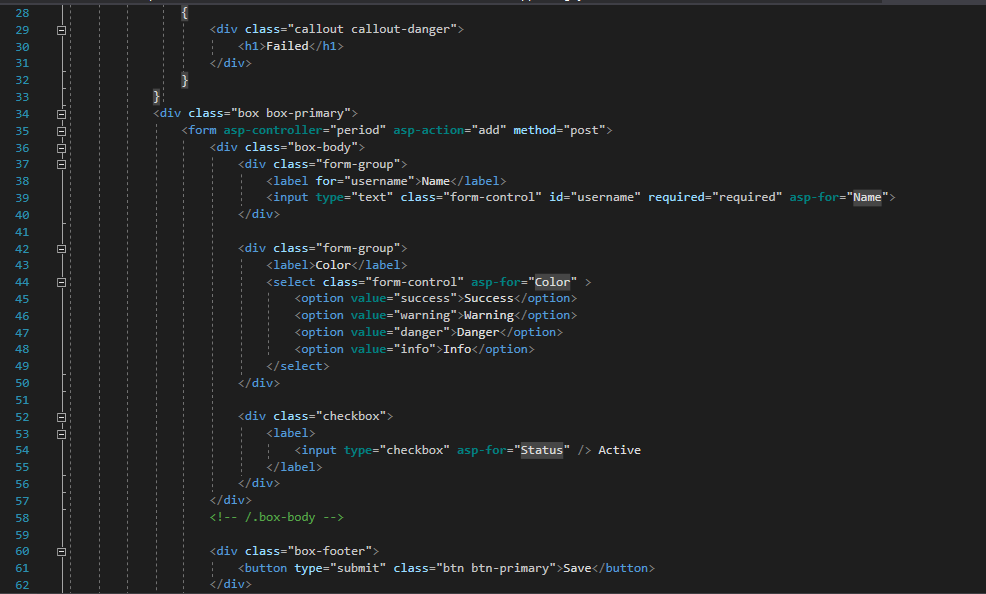 28 {
29 <div class="callout callout-danger">
30 <h1>Failed</h1>
31 </div>
32 }
33 }
34 <div class="box box-primary">
35 <form asp-controller="period" asp-action="add" method="post">
36 <div class="box-body">
37 <div class="form-group">
38 <label for="username">Name</label>
39 <input type="text" class="form-control" id="username" required="required" asp-for="Name">
40 </div>
41
42 <div class="form-group">
43 <label>Color</label>
44 <select class="form-control" asp-for="Color" >
45 <option value="success">Success</option>
46 <option value="warning">Warning</option>
47 <option value="danger">Danger</option>
48 <option value="info">Info</option>
49 </select>
50 </div>
51
52 <div class="checkbox">
53 <label>
54 <input type="checkbox" asp-for="Status" /> Active
55 </label>
56 </div>
57 </div>
58 <!-- /.box-body -->
59
60 <div class="box-footer">
61 <button type="submit" class="btn btn-primary">Save</button>
62 </div>